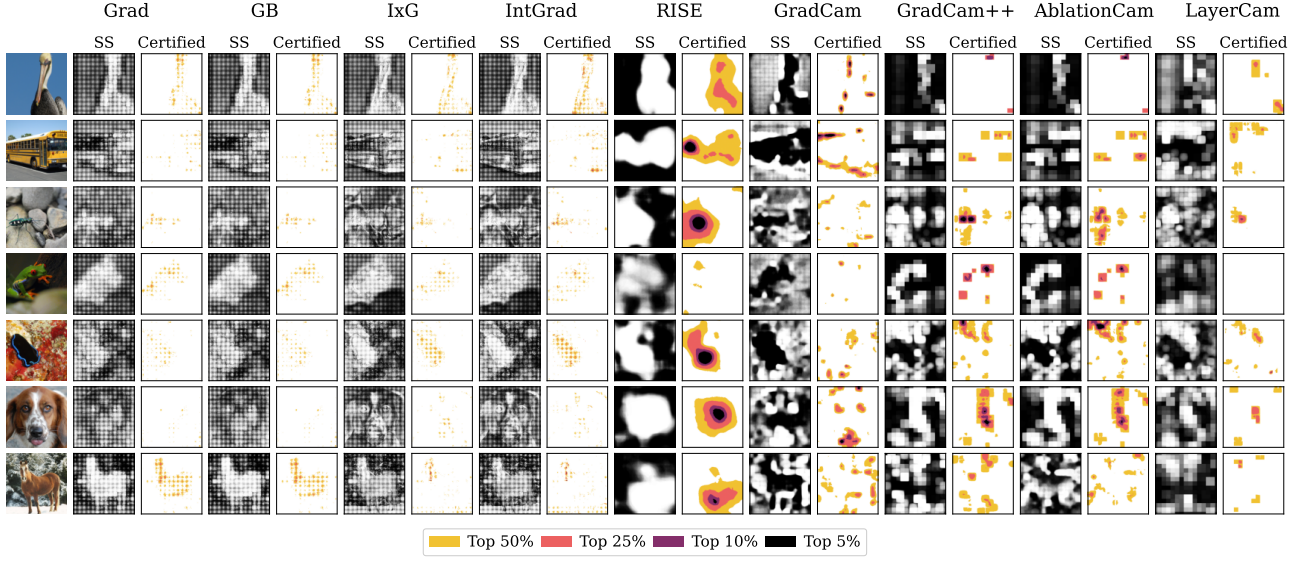 Grad GB IxG IntGrad RISE GradCam GradCam++ AblationCam LayerCam
SS Certified SS Certified SS Certified SS Certified SS Certified SS Certified SS Certified SS Certified SS Certified
Top 50% Top 25% Top 10% Top 5%